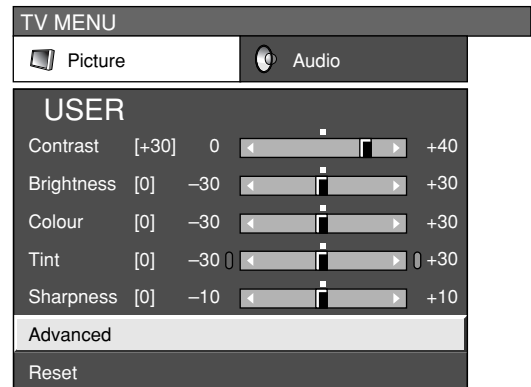 TV MENU
Picture Audio
USER
Contrast [+30] 0 +40
Brightness [0] –30 +30
Colour [0] –30 +30
Tint [0] –30 +30
Sharpness [0] –10 +10
Advanced
Reset